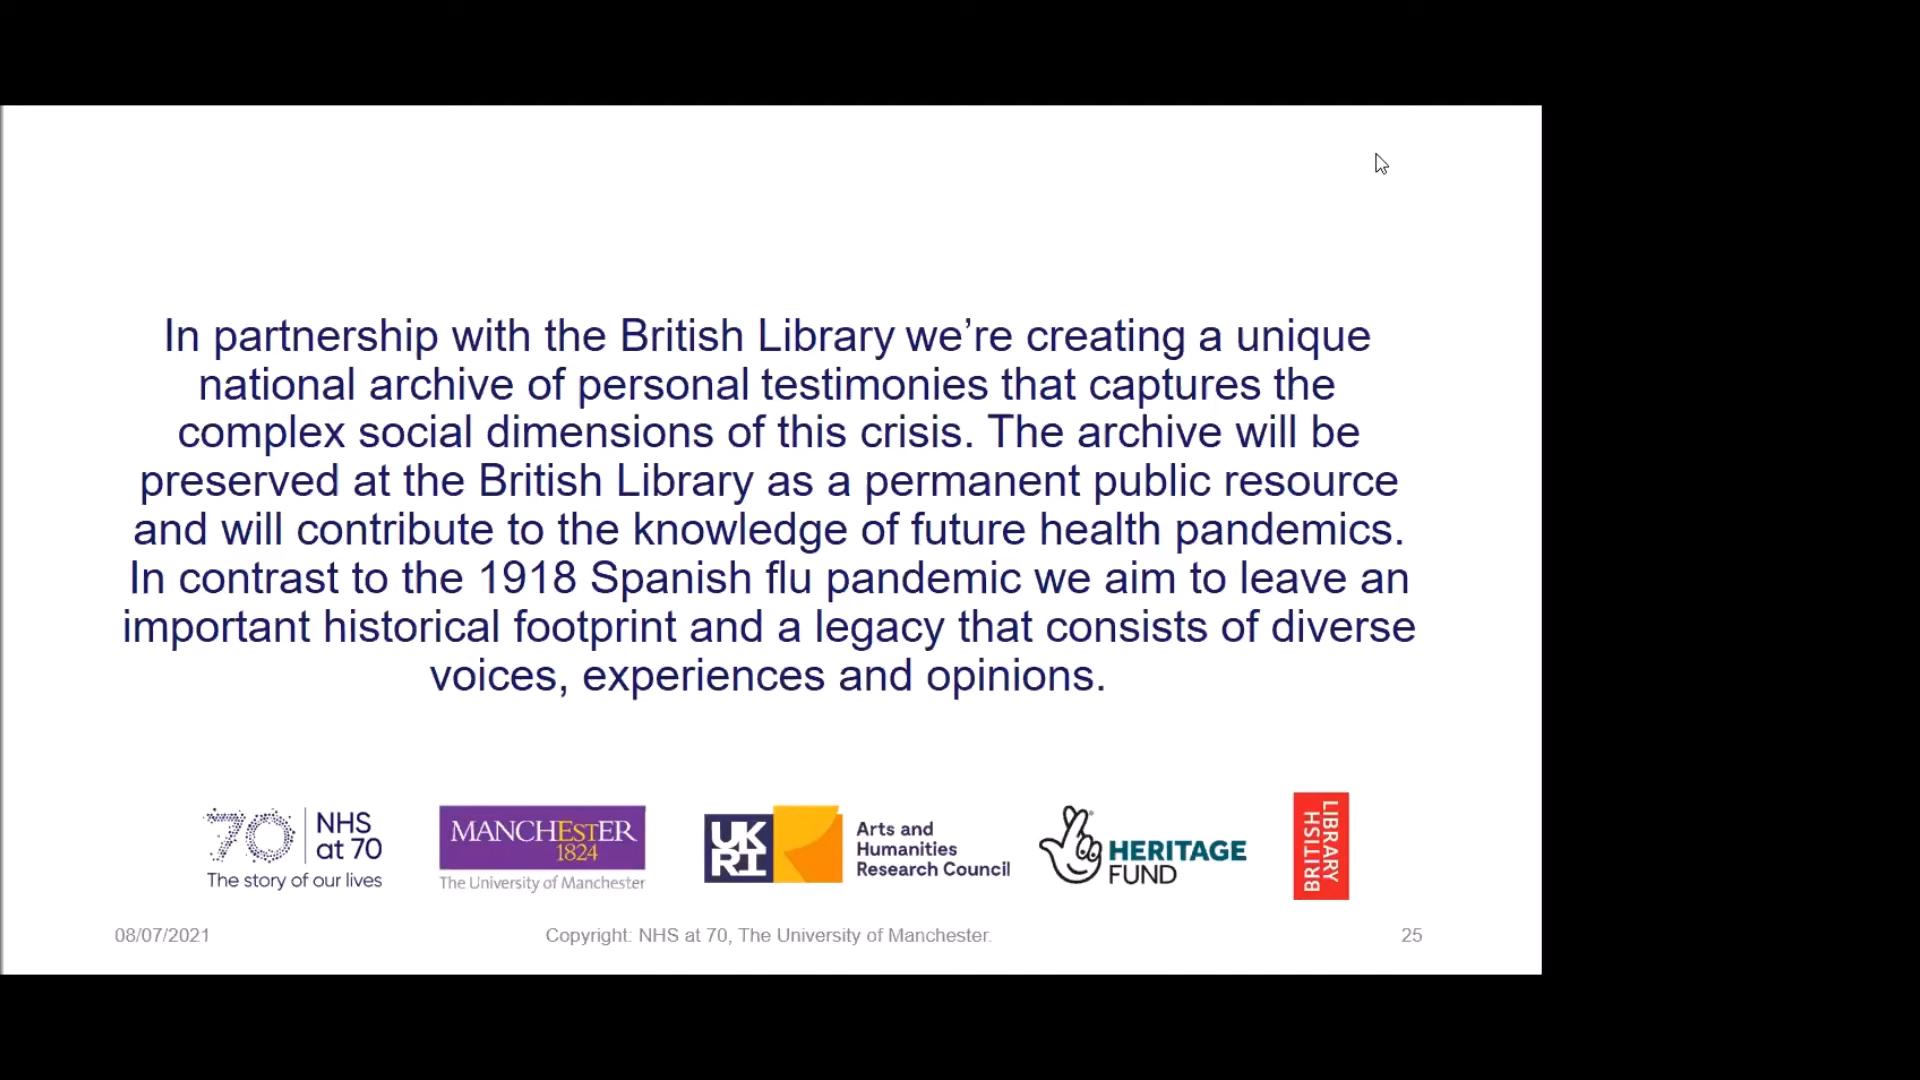 In partnership with the British Library we’re creating a unique
national archive of personal testimonies that captures the
complex social dimensions of this crisis. The archive will be
preserved at the British Library as a permanent public resource
and will contribute to the knowledge of future health pandemics.
In contrast to the 1918 Spanish flu pandemic we aim to leave an
important historical footprint and a legacy that consists of diverse
voices, experiences and opinions.
70 NHS at 70
The story of our lives
MANCHESTER
1824
The University of Manchester
UK
RI
Arts and
Humanities
Research Council
HERITAGE
FUND
BRITISH
LIBRARY
08/07/2021
Copyright: NHS at 70, The University of Manchester.
25